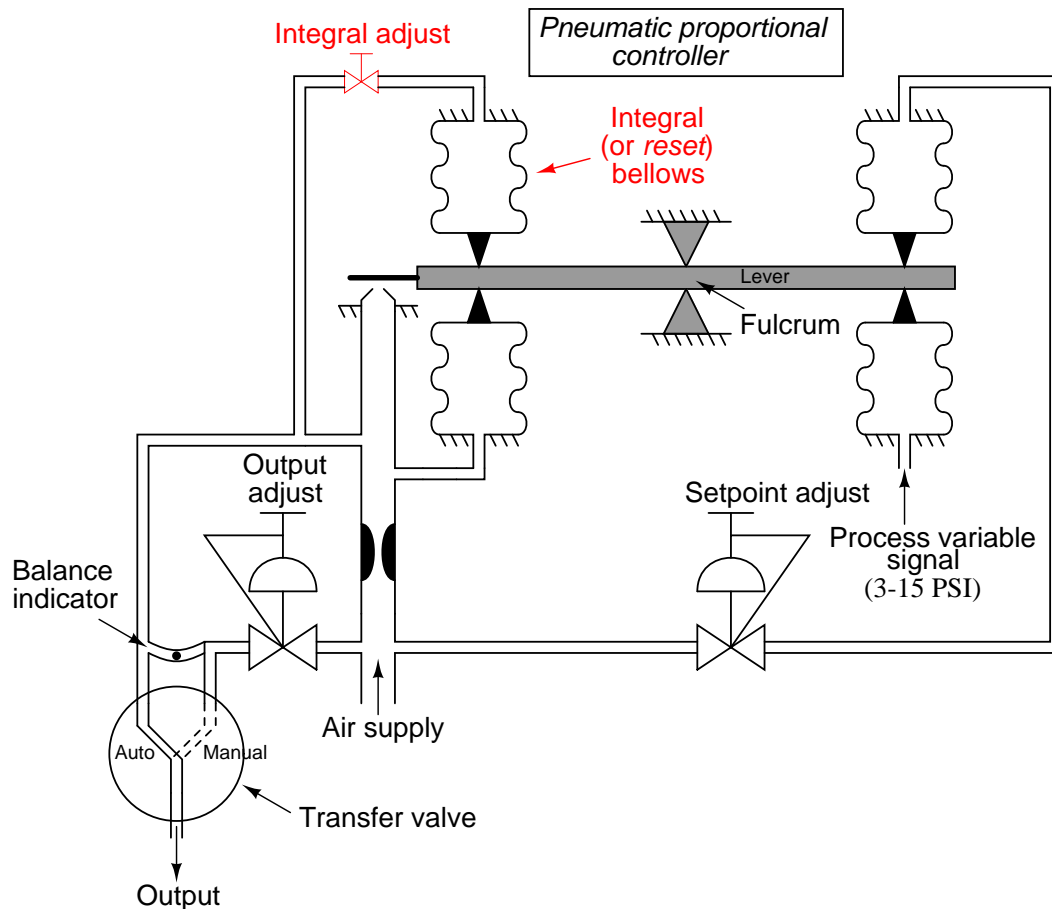 Integral adjust
Pneumatic proportional
controller
Integral
(or reset)
bellows
Lever
Fulcrum
Output
adjust
Setpoint adjust
Process variable
signal
(3-15 PSI)
Balance
indicator
Air supply
Auto
Manual
Transfer valve
Output